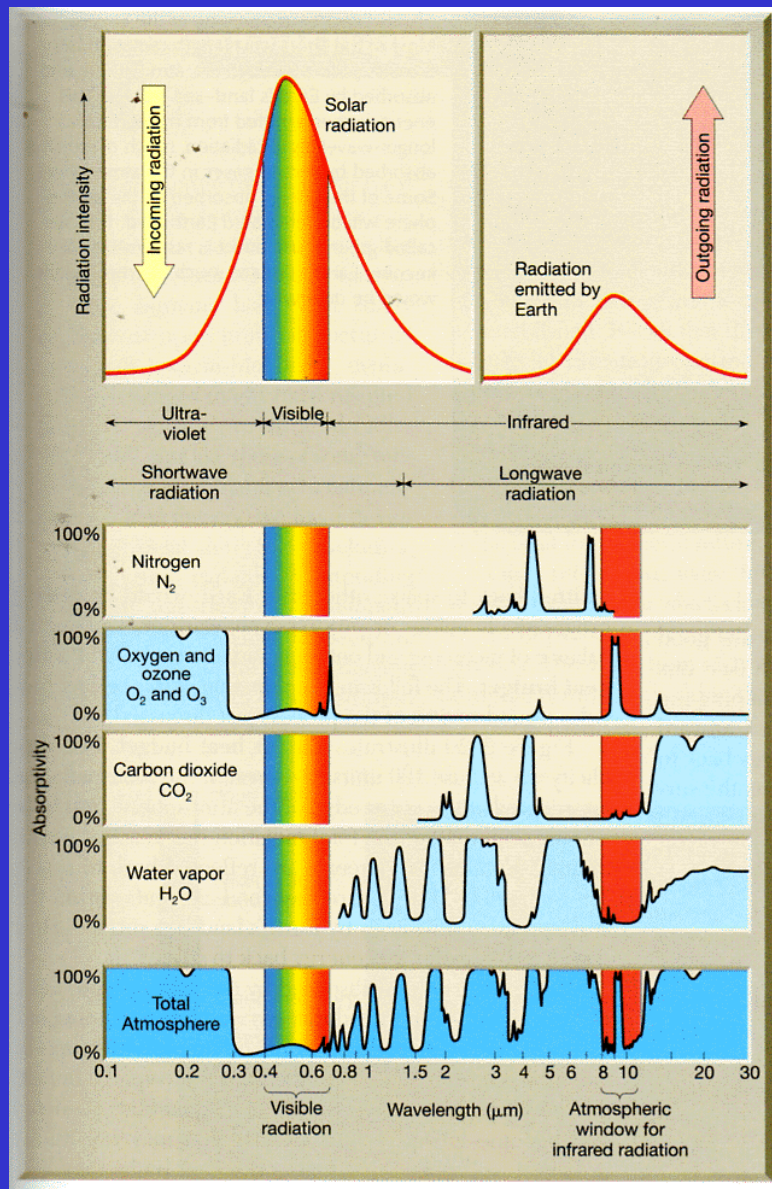 Radiation intensity
Incoming radiation
Solar
radiation
Radiation
emitted by
Earth
Outgoing radiation
Ultra-
violet
Visible
Infrared
Shortwave
radiation
Longwave
radiation
Absorptivity
100%
Nitrogen
N₂
0%
100%
Oxygen and
ozone
O₂ and O₃
0%
100%
Carbon dioxide
CO₂
0%
100%
Water vapor
H₂O
0%
100%
Total
Atmosphere
0%
0.1 0.2 0.3 0.4 0.6 0.8 1 1.5 2 3 4 5 6 8 10 20 30
Visible
radiation
Wavelength (μm)
Atmospheric
window for
infrared radiation